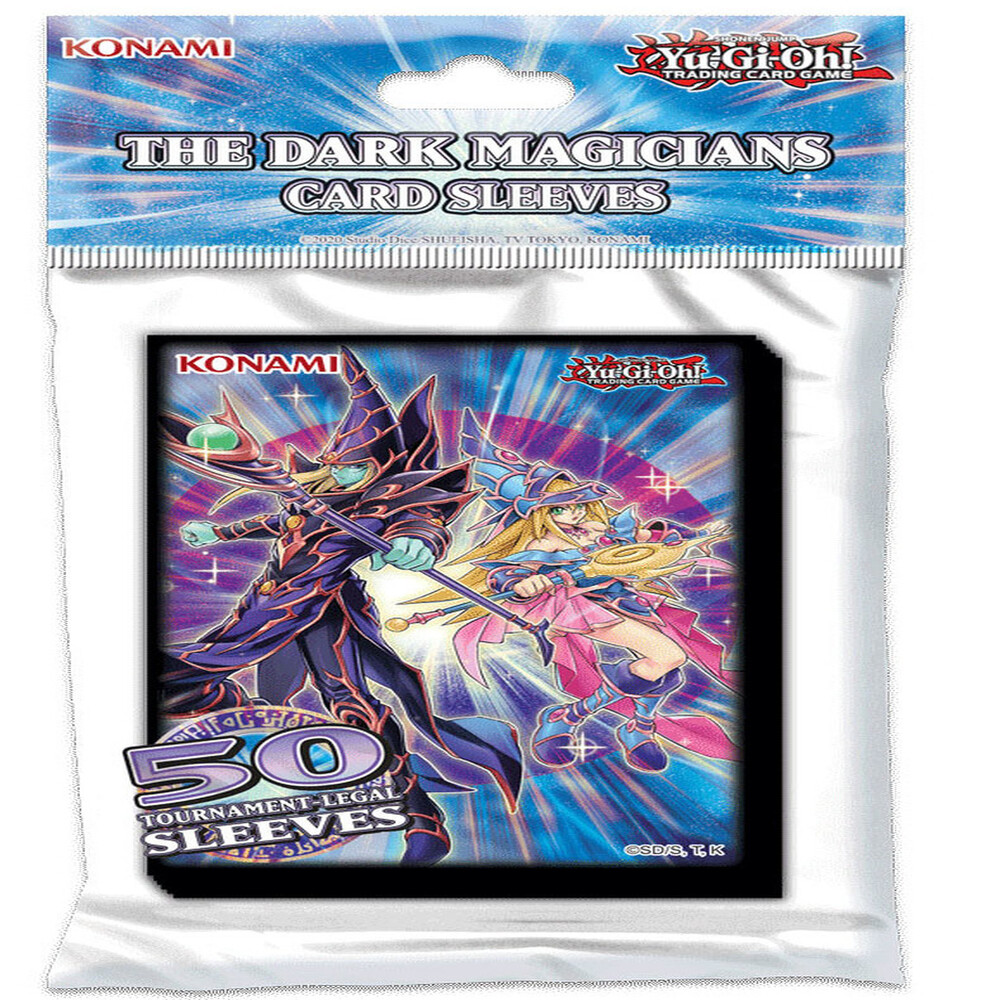 KONAMI
SHONEN JUMP
Yu-Gi-Oh!
TRADING CARD GAME
THE DARK MAGICIANS
CARD SLEEVES
©2020 Studio Dice/SHUEISHA, TV TOKYO, KONAMI
KONAMI
Yu-Gi-Oh!
TRADING CARD GAME
50
TOURNAMENT-LEGAL
SLEEVES
©SD/S, T, K